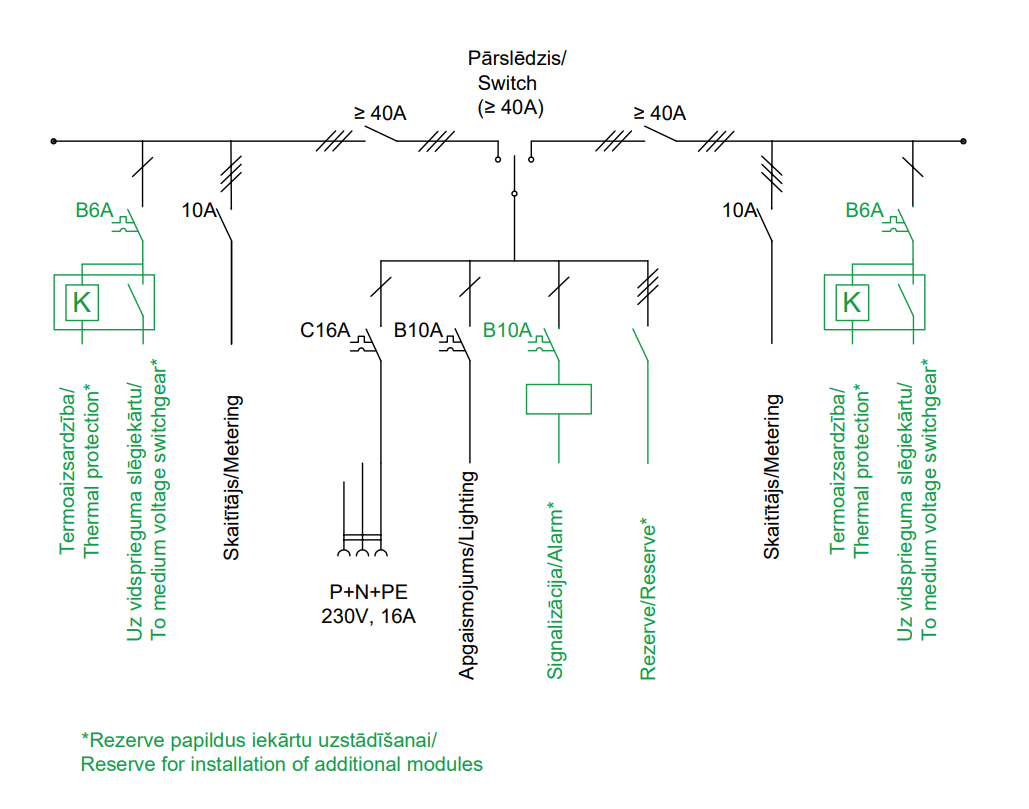 Pārslēdzis/
Switch
(≥ 40A)
≥ 40A
≥ 40A
B6A
10A
10A
B6A
K
K
C16A
B10A
B10A
Termoaizsardzība/
Thermal protection*
Uz vidsprieguma slēgiekārtu/
To medium voltage switchgear*
Skaitītājs/Metering
P+N+PE
230V, 16A
Apgaismojums/Lighting
Signalizācija/Alarm*
Rezerve/Reserve*
Skaitītājs/Metering
Termoaizsardzība/
Thermal protection*
Uz vidsprieguma slēgiekārtu/
To medium voltage switchgear*
*Rezerve papildus iekārtu uzstādīšanai/
Reserve for installation of additional modules